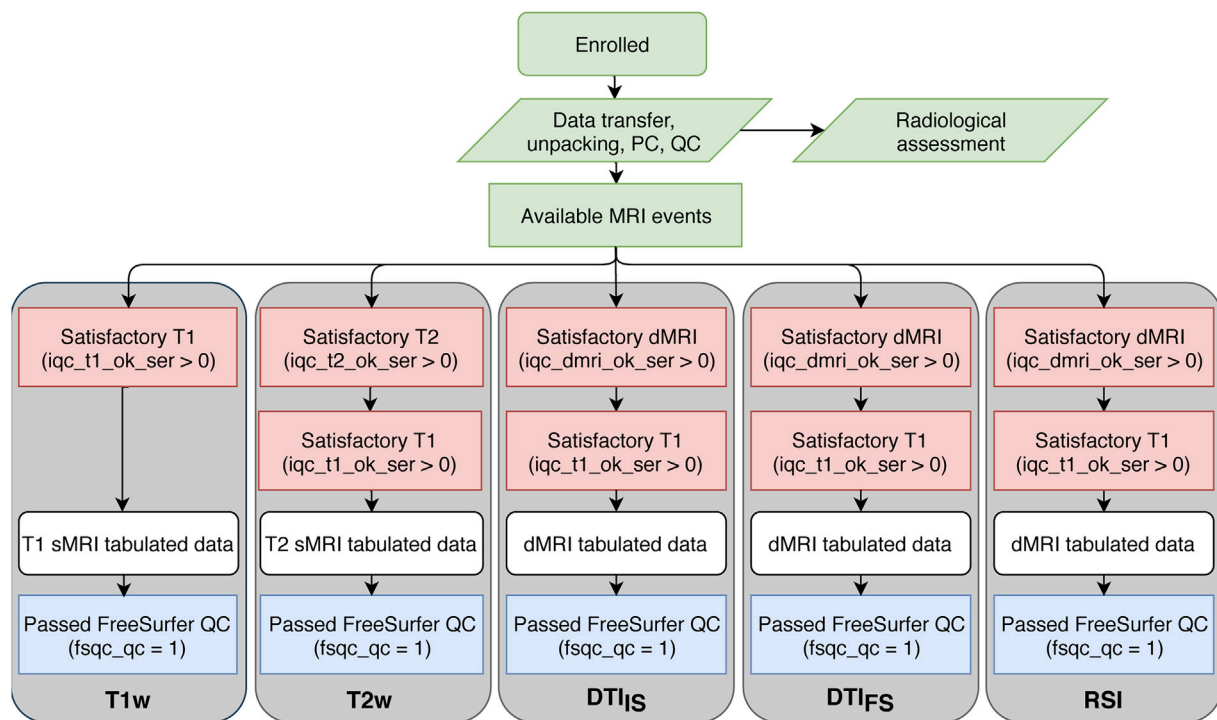 Enrolled
Data transfer,
unpacking, PC, QC
Radiological
assessment
Available MRI events
Satisfactory T1
(iqc_t1_ok_ser > 0)
T1 sMRI tabulated data
Passed FreeSurfer QC
(fsqc_qc = 1)
T1w
Satisfactory T2
(iqc_t2_ok_ser > 0)
Satisfactory T1
(iqc_t1_ok_ser > 0)
T2 sMRI tabulated data
Passed FreeSurfer QC
(fsqc_qc = 1)
T2w
Satisfactory dMRI
(iqc_dmri_ok_ser > 0)
Satisfactory T1
(iqc_t1_ok_ser > 0)
dMRI tabulated data
Passed FreeSurfer QC
(fsqc_qc = 1)
DTIIS
Satisfactory dMRI
(iqc_dmri_ok_ser > 0)
Satisfactory T1
(iqc_t1_ok_ser > 0)
dMRI tabulated data
Passed FreeSurfer QC
(fsqc_qc = 1)
DTIFS
Satisfactory dMRI
(iqc_dmri_ok_ser > 0)
Satisfactory T1
(iqc_t1_ok_ser > 0)
dMRI tabulated data
Passed FreeSurfer QC
(fsqc_qc = 1)
RSI